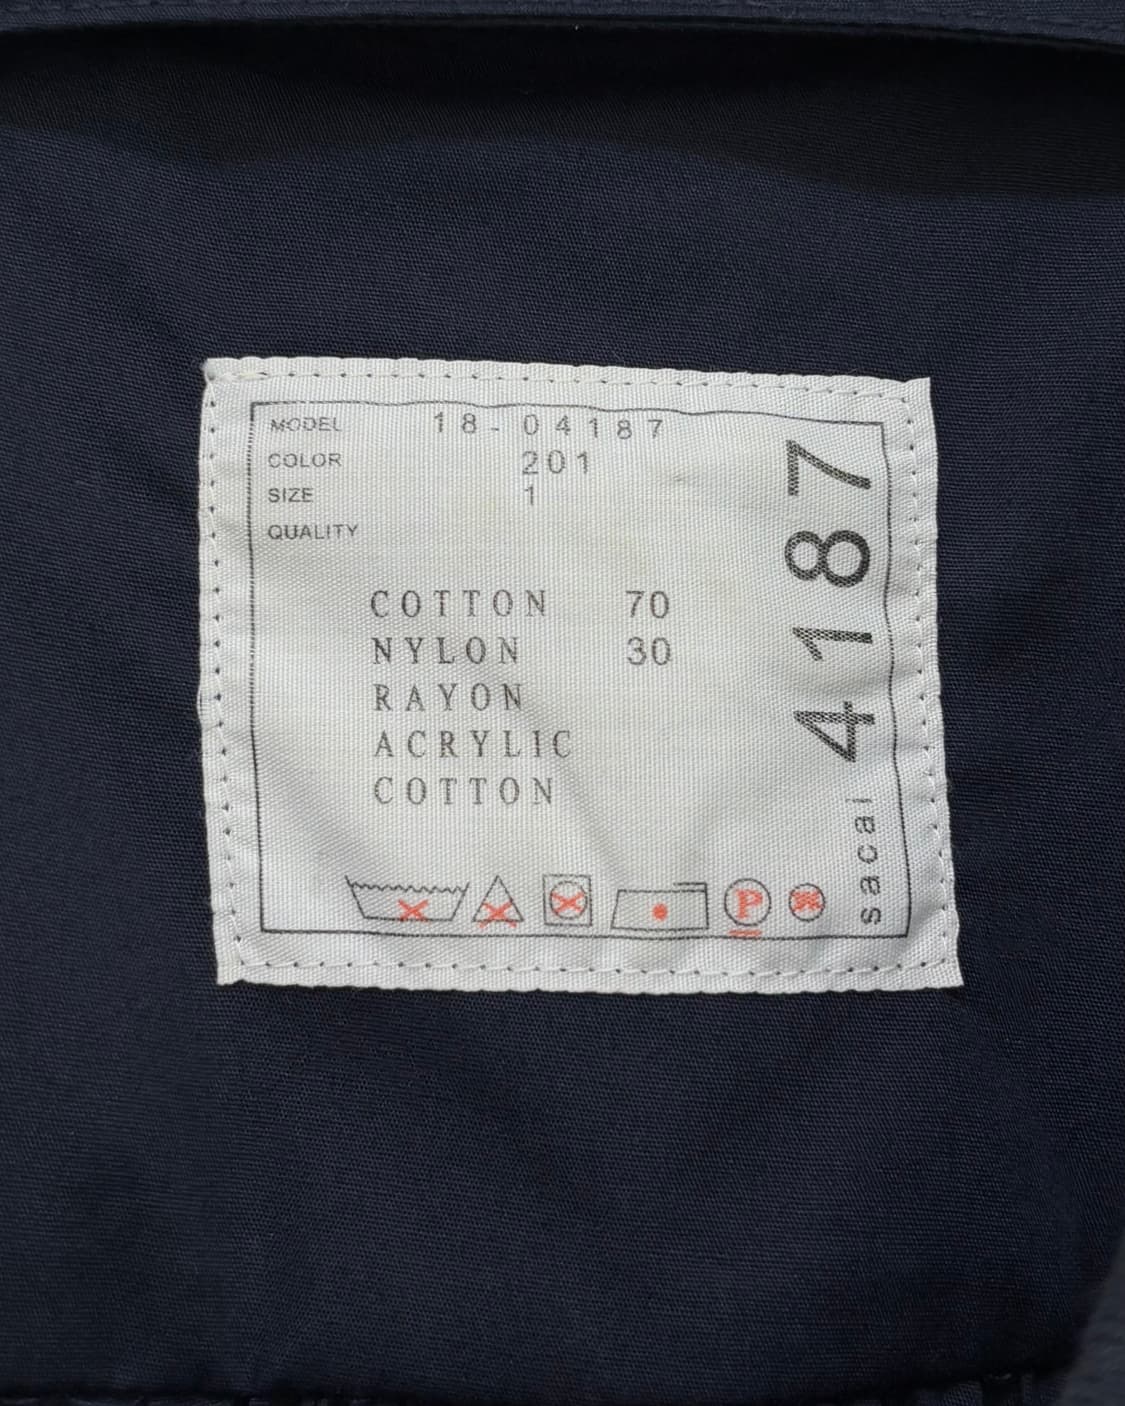 MODEL 18-04187
COLOR 201
SIZE 1
QUALITY
COTTON 70
NYLON 30
RAYON
ACRYLIC
COTTON
P
sacai 4187